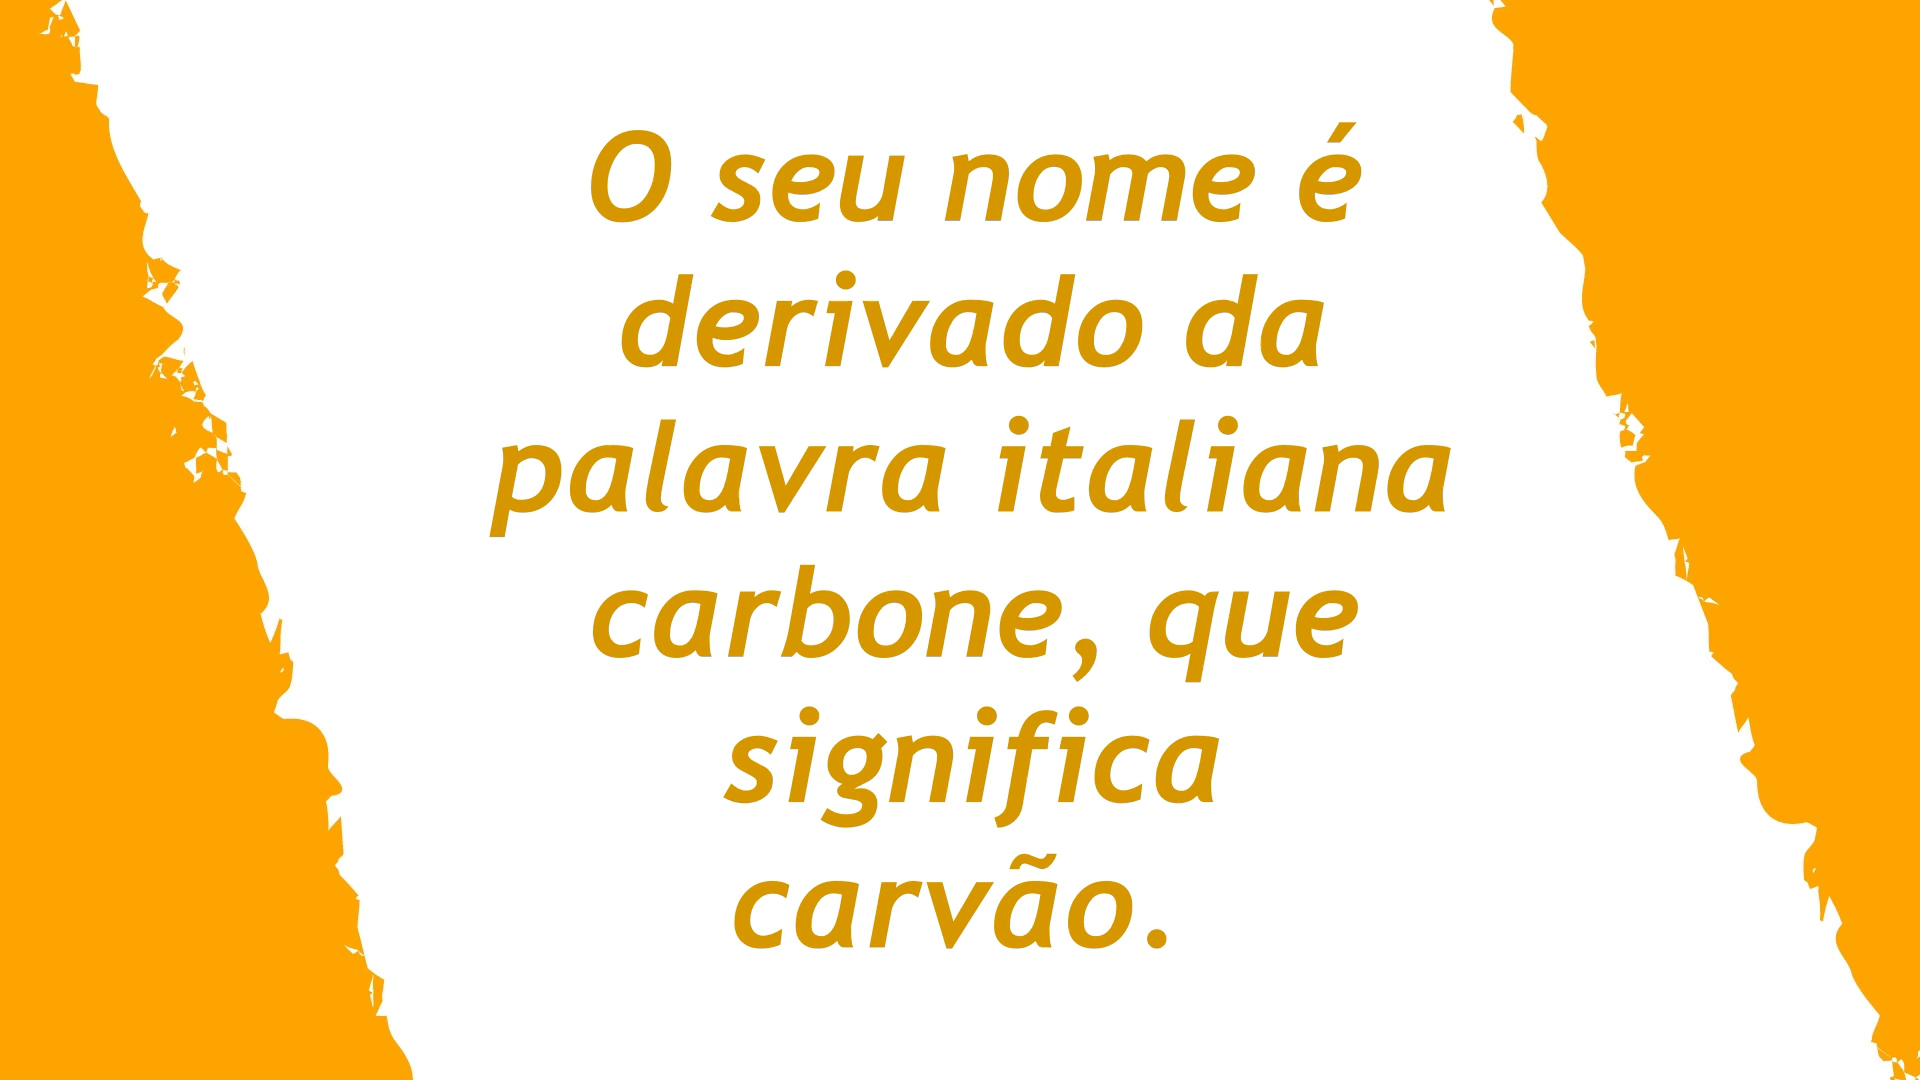 O seu nome é
derivado da
palavra italiana
carbone, que
significa
carvão.